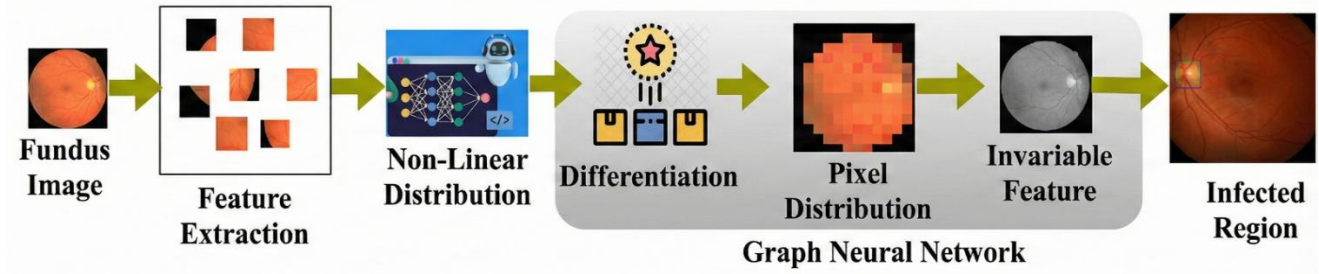 Fundus
Image
Feature
Extraction
</>
Non-Linear
Distribution
Differentiation
Pixel
Distribution
Invariable
Feature
Graph Neural Network
Infected
Region